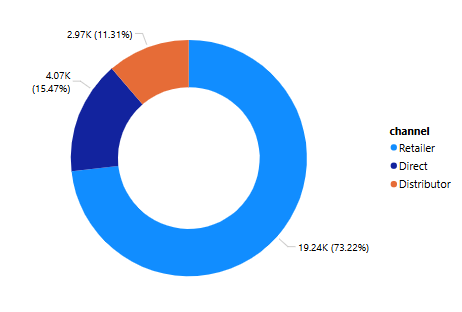 2.97K (11.31%)
4.07K
(15.47%)
channel
Retailer
Direct
Distributor
19.24K (73.22%)